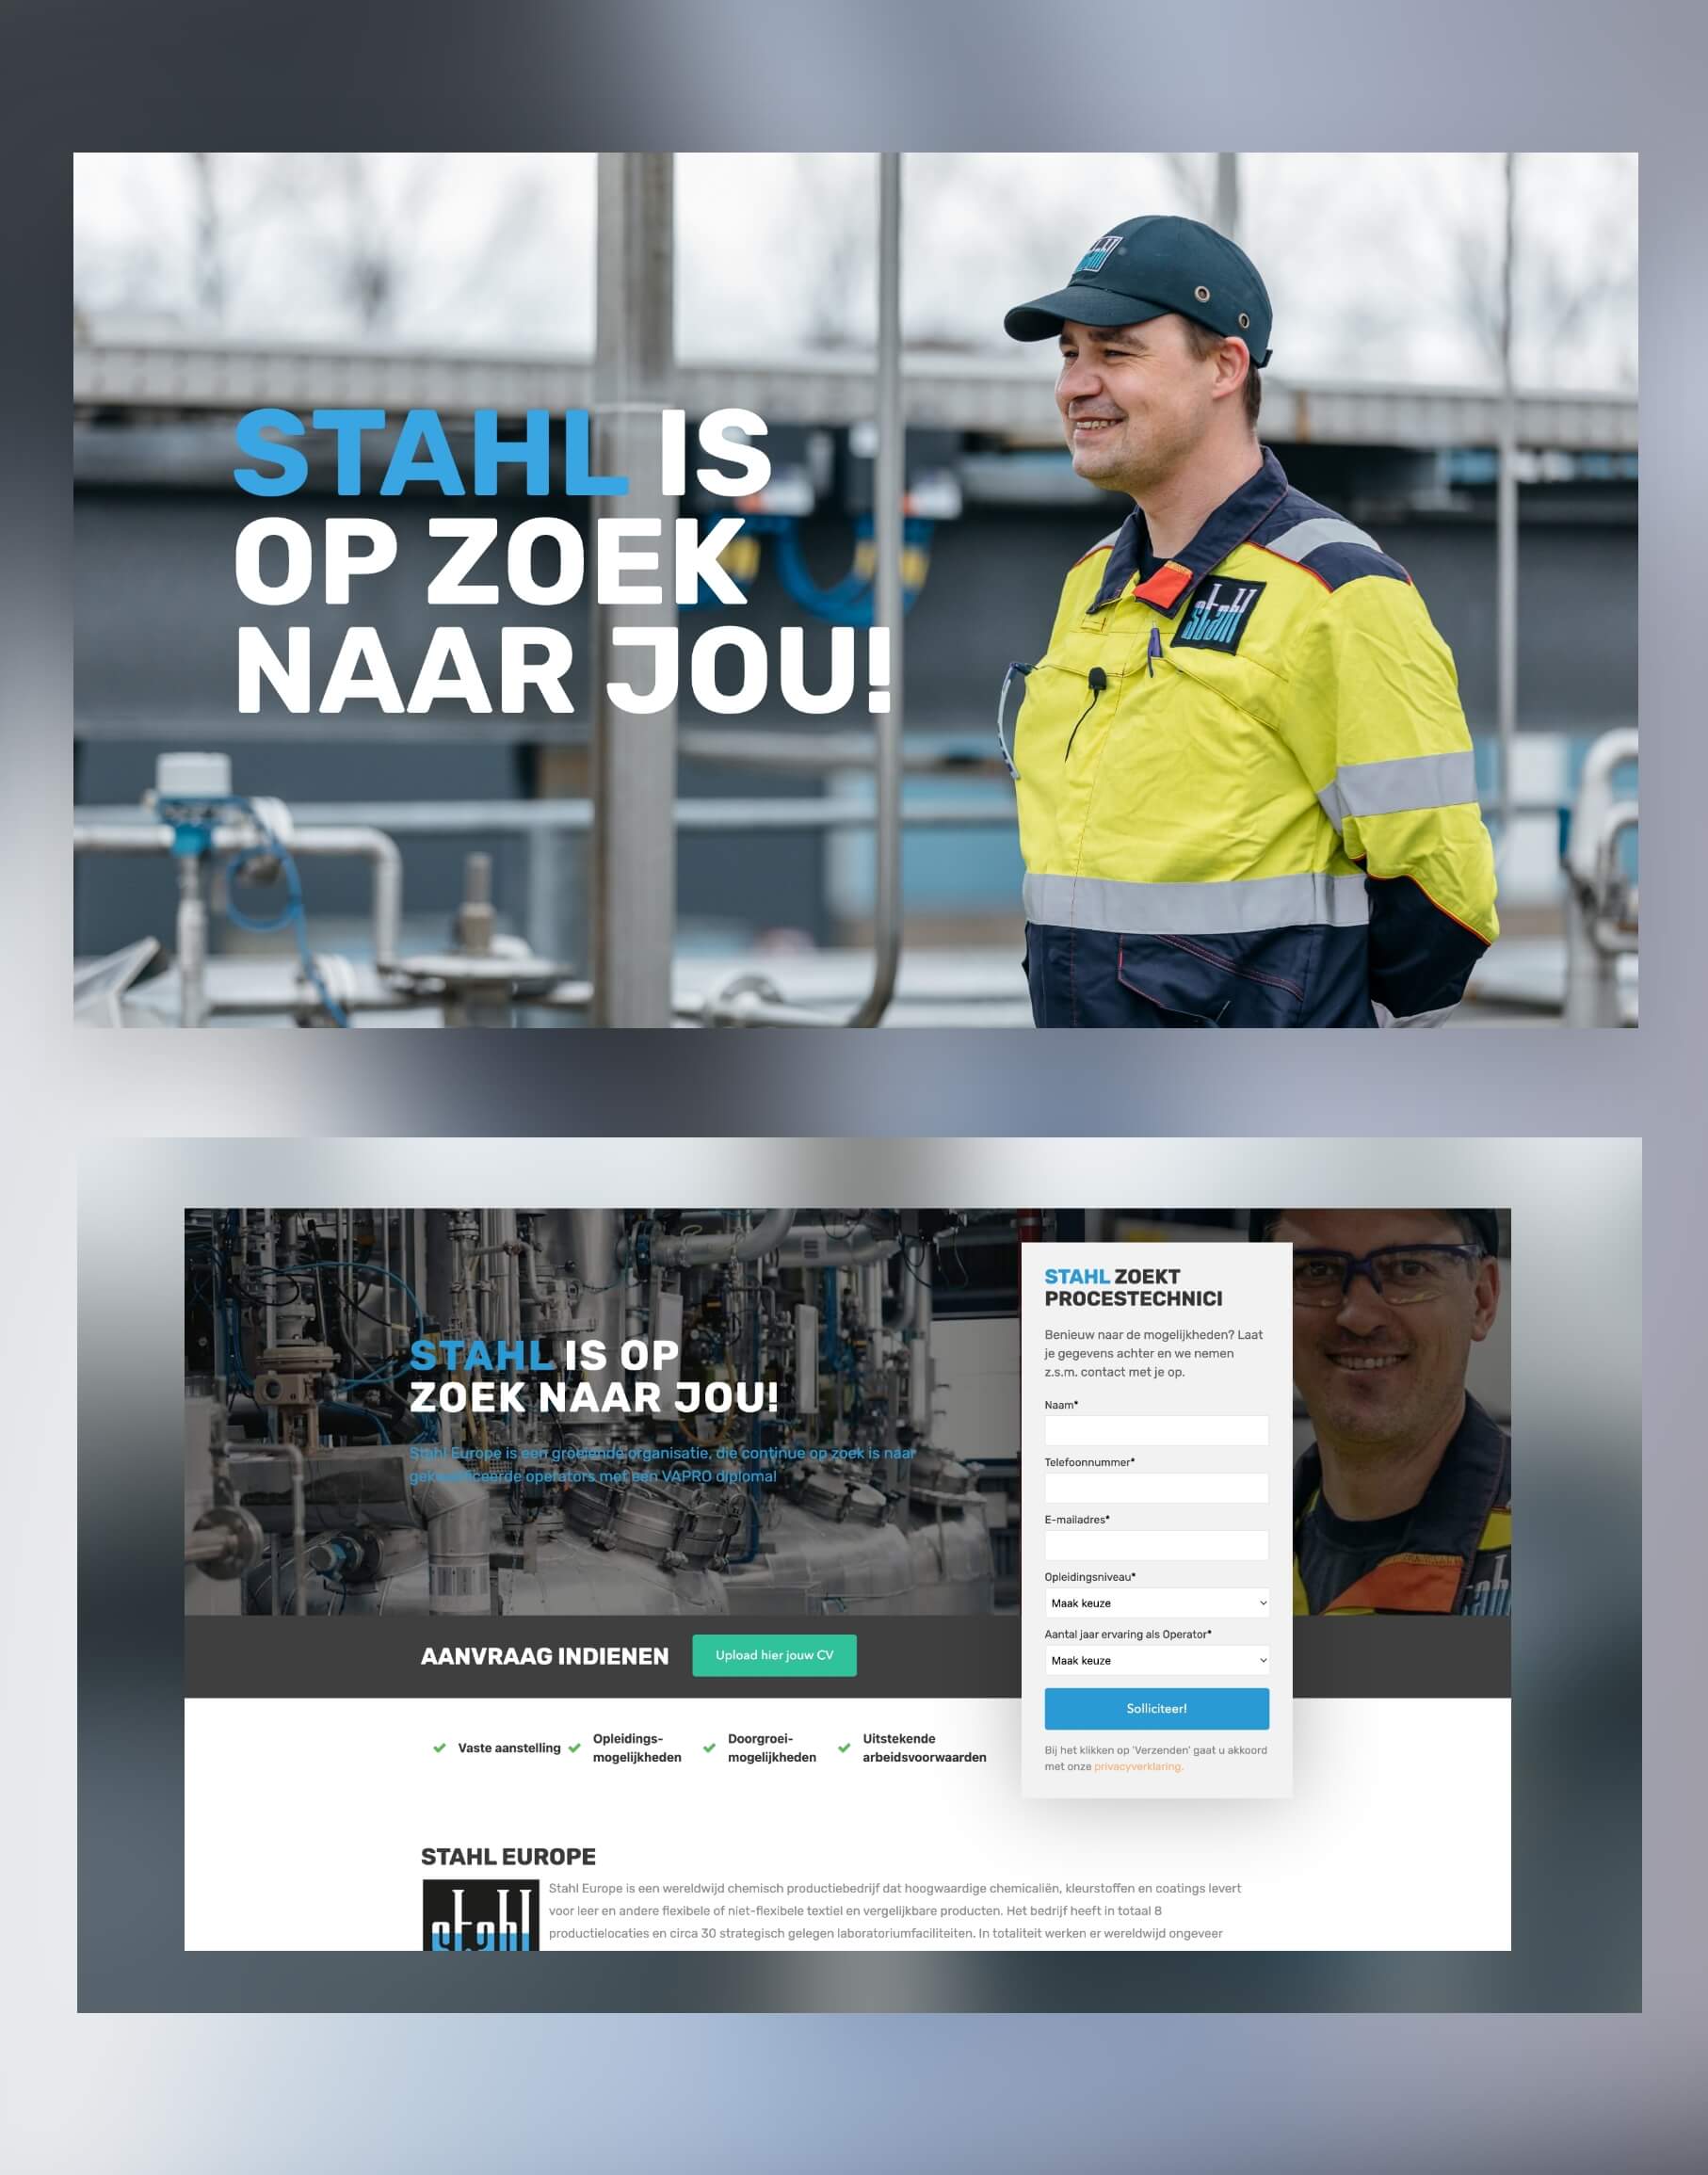 STAHL IS
OP ZOEK
NAAR JOU!
stahl
stahl
STAHL IS OP
ZOEK NAAR JOU!
Stahl Europe is een groeiende organisatie, die continue op zoek is naar
gekwalificeerde operators met een VAPRO diploma!
STAHL ZOEKT
PROCESTECHNICI
Benieuw naar de mogelijkheden? Laat
je gegevens achter en we nemen
z.s.m. contact met je op.
Naam*
Telefoonnummer*
E-mailadres*
Opleidingsniveau*
Maak keuze
Aantal jaar ervaring als Operator*
Maak keuze
Solliciteer!
Bij het klikken op 'Verzenden' gaat u akkoord
met onze privacyverklaring.
stahl
AANVRAAG INDIENEN
Upload hier jouw CV
Vaste aanstelling
Opleidings-
mogelijkheden
Doorgroei-
mogelijkheden
Uitstekende
arbeidsvoorwaarden
STAHL EUROPE
stahl
Stahl Europe is een wereldwijd chemisch productiebedrijf dat hoogwaardige chemicaliën, kleurstoffen en coatings levert
voor leer en andere flexibele of niet-flexibele textiel en vergelijkbare producten. Het bedrijf heeft in totaal 8
productielocaties en circa 30 strategisch gelegen laboratoriumfaciliteiten. In totaliteit werken er wereldwijd ongeveer